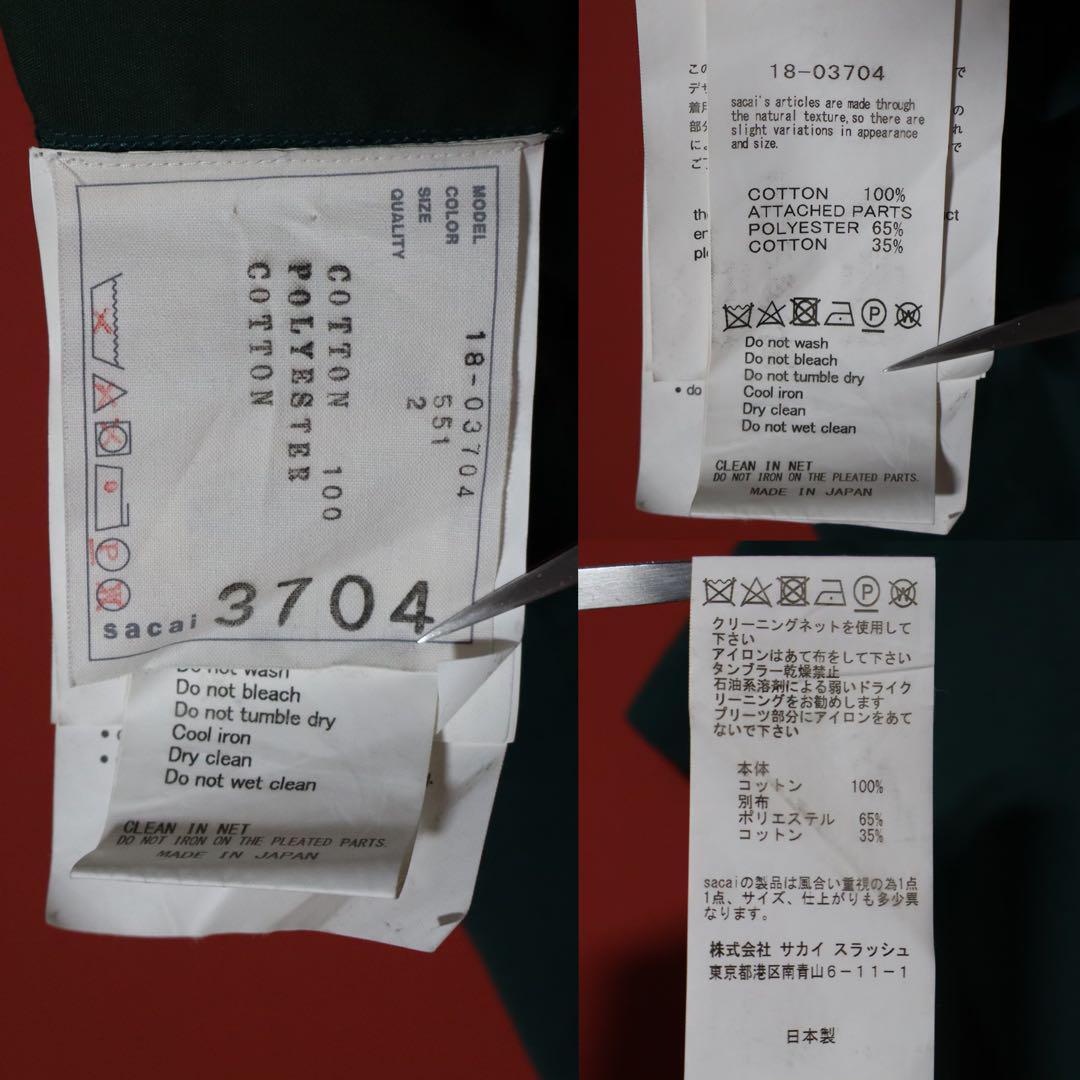 MODEL 18-03704
COLOR 551
SIZE 2
QUALITY
COTTON 100
POLYESTER
COTTON
sacai 3704
Do not wash
Do not bleach
Do not tumble dry
Cool iron
Dry clean
Do not wet clean
CLEAN IN NET
DO NOT IRON ON THE PLEATED PARTS.
MADE IN JAPAN
18-03704
sacai's articles are made through
the natural texture, so there are
slight variations in appearance
and size.
COTTON 100%
ATTACHED PARTS
POLYESTER 65%
COTTON 35%
Do not wash
Do not bleach
Do not tumble dry
Cool iron
Dry clean
Do not wet clean
CLEAN IN NET
DO NOT IRON ON THE PLEATED PARTS.
MADE IN JAPAN
• do
クリーニングネットを使用して
下さい
アイロンはあて布をして下さい
タンブラー乾燥禁止
石油系溶剤による弱いドライク
リーニングをお勧めします
プリーツ部分にアイロンをあて
ないで下さい
本体
コットン 100%
別布
ポリエステル 65%
コットン 35%
sacaiの製品は風合い重視の為1点
1点、サイズ、仕上がりも多少異
なります。
株式会社 サカイ スラッシュ
東京都港区南青山6-11-1
日本製